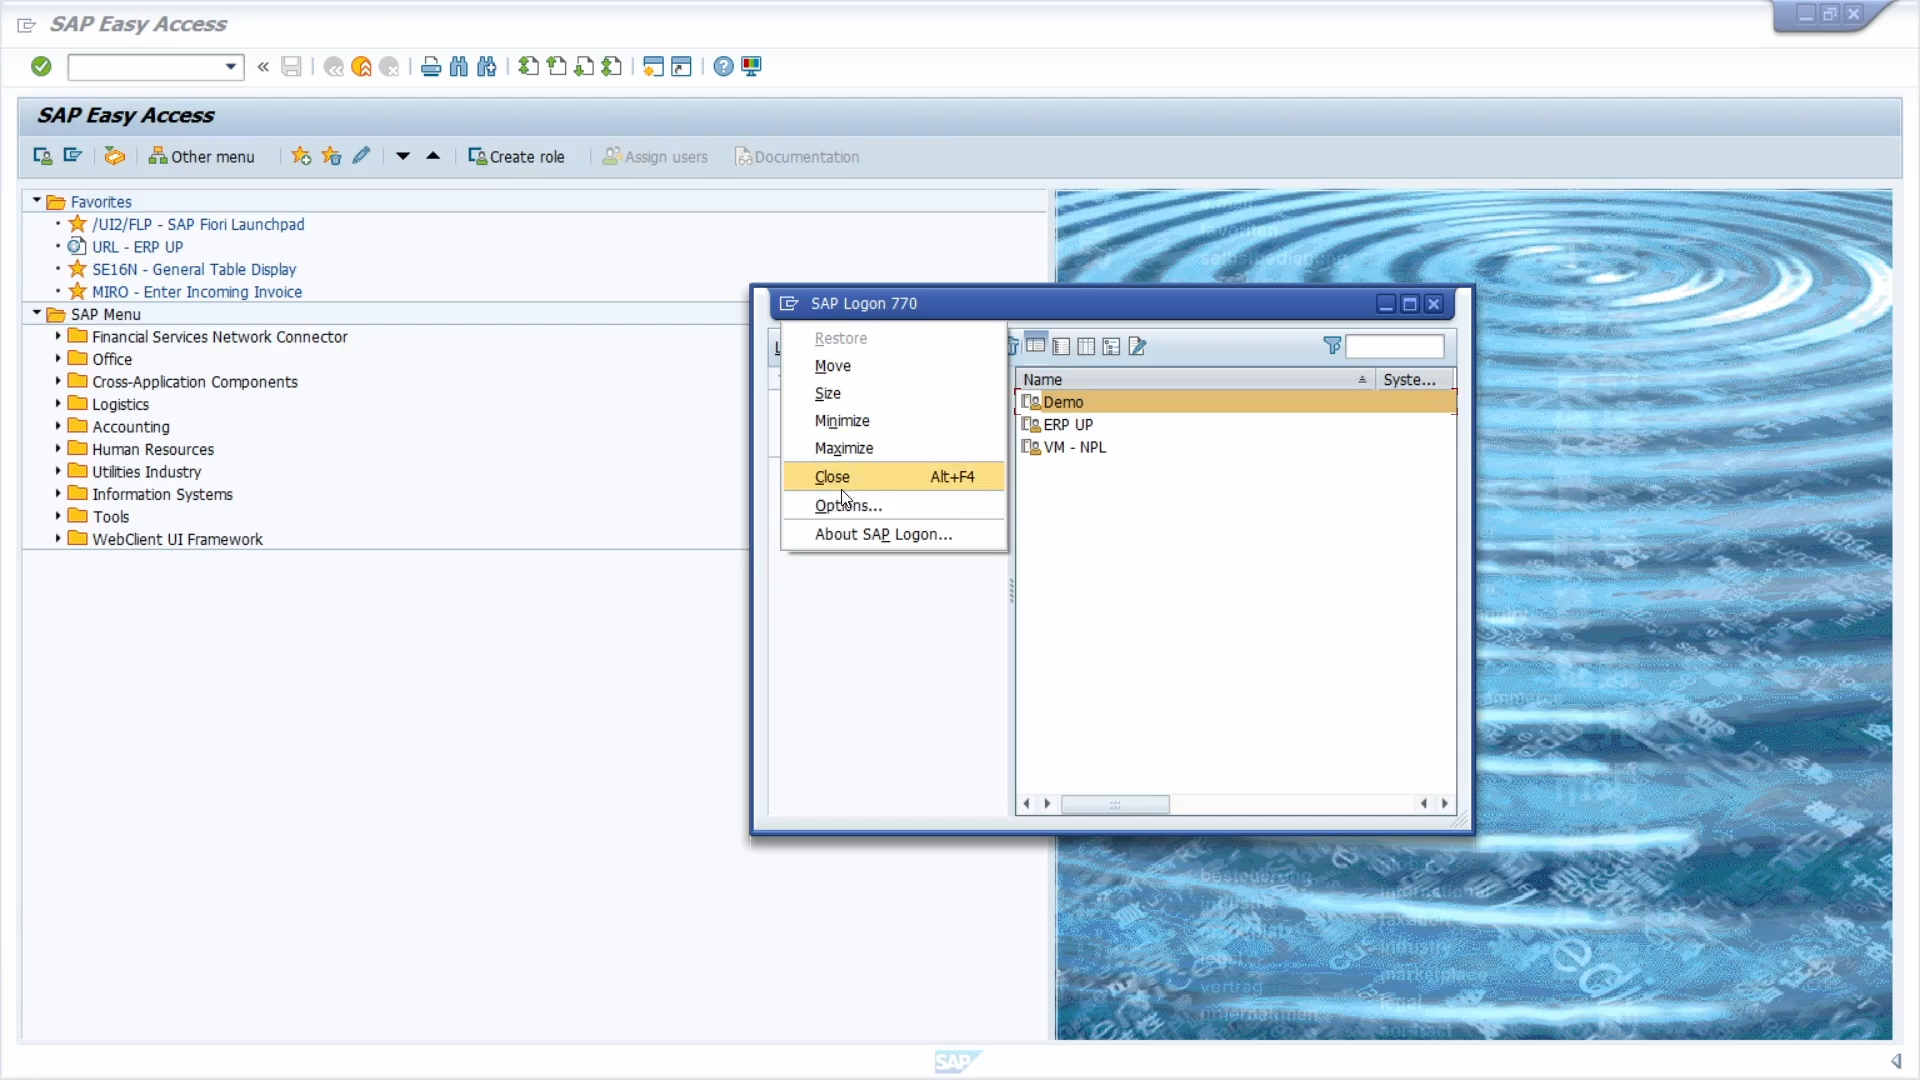 SAP Easy Access
SAP Easy Access
Other menu
Create role
Assign users
Documentation
Favorites
/UI2/FLP - SAP Fiori Launchpad
URL - ERP UP
SE16N - General Table Display
MIRO - Enter Incoming Invoice
SAP Menu
Financial Services Network Connector
Office
Cross-Application Components
Logistics
Accounting
Human Resources
Utilities Industry
Information Systems
Tools
WebClient UI Framework
SAP Logon 770
Restore
Move
Size
Minimize
Maximize
Close Alt+F4
Options...
About SAP Logon...
Name Syste...
Demo
ERP UP
VM - NPL
vertrag
marketplace
SAP